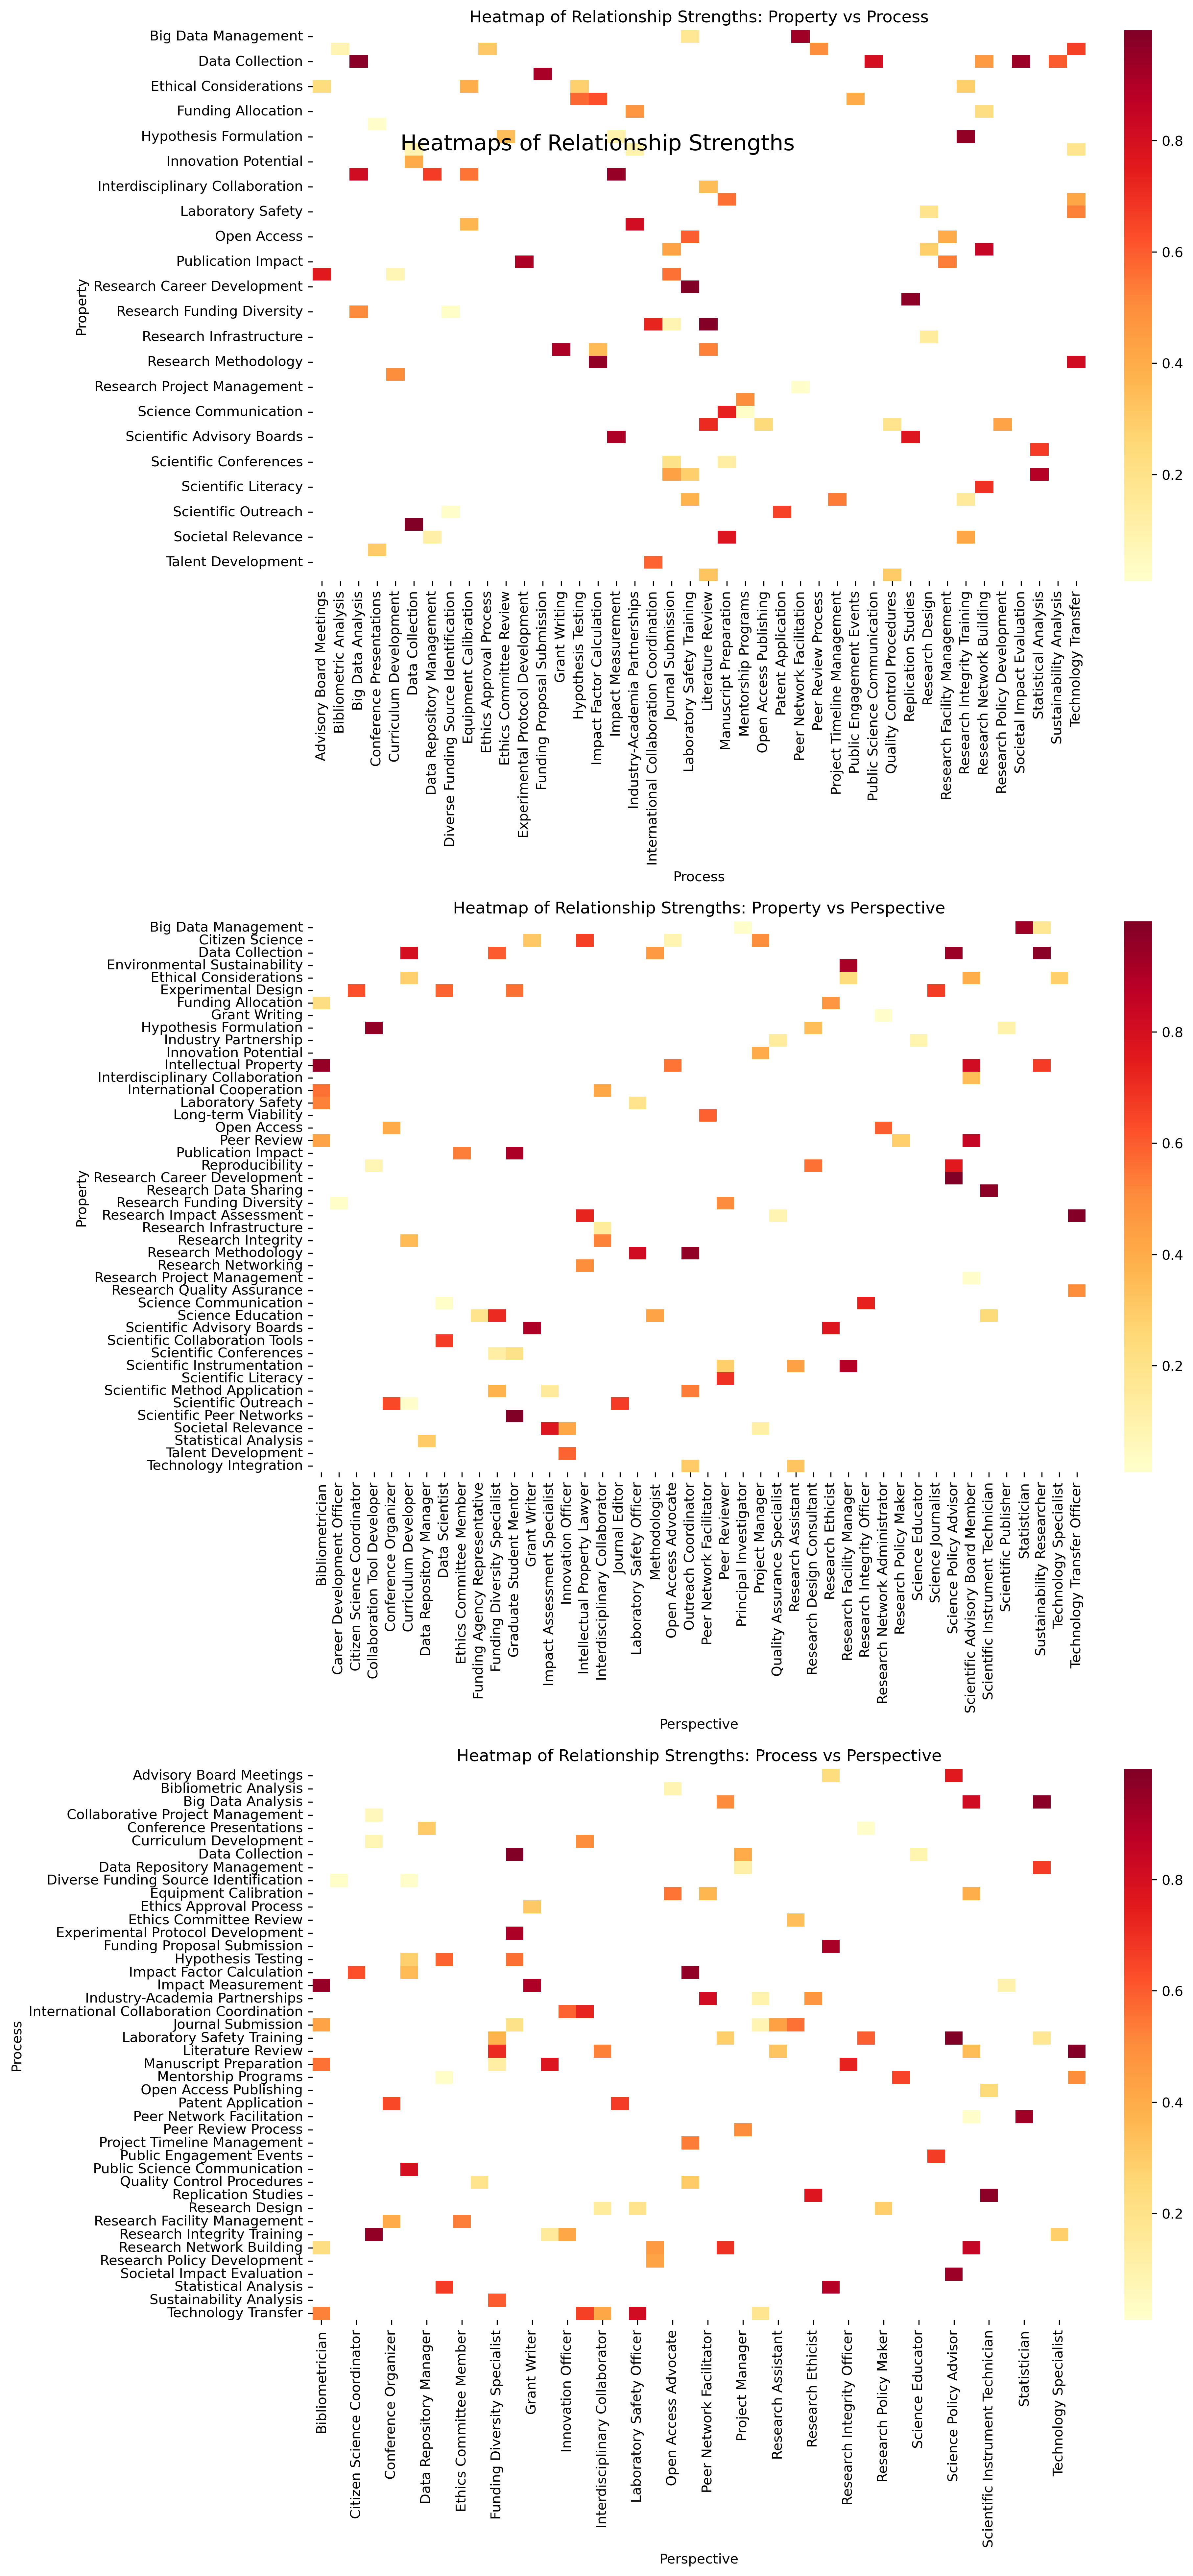 Heatmap of Relationship Strengths: Property vs Process
Heatmaps of Relationship Strengths
Property
Big Data Management
Data Collection
Ethical Considerations
Funding Allocation
Hypothesis Formulation
Innovation Potential
Interdisciplinary Collaboration
Laboratory Safety
Open Access
Publication Impact
Research Career Development
Research Funding Diversity
Research Infrastructure
Research Methodology
Research Project Management
Science Communication
Scientific Advisory Boards
Scientific Conferences
Scientific Literacy
Scientific Outreach
Societal Relevance
Talent Development
0.8
0.6
0.4
0.2
Advisory Board Meetings
Bibliometric Analysis
Big Data Analysis
Conference Presentations
Curriculum Development
Data Collection
Data Repository Management
Diverse Funding Source Identification
Equipment Calibration
Ethics Approval Process
Ethics Committee Review
Experimental Protocol Development
Funding Proposal Submission
Grant Writing
Hypothesis Testing
Impact Factor Calculation
Impact Measurement
Industry-Academia Partnerships
International Collaboration Coordination
Journal Submission
Laboratory Safety Training
Literature Review
Manuscript Preparation
Mentorship Programs
Open Access Publishing
Patent Application
Peer Network Facilitation
Peer Review Process
Project Timeline Management
Public Engagement Events
Public Science Communication
Quality Control Procedures
Replication Studies
Research Design
Research Facility Management
Research Integrity Training
Research Network Building
Research Policy Development
Societal Impact Evaluation
Statistical Analysis
Sustainability Analysis
Technology Transfer
Process
Heatmap of Relationship Strengths: Property vs Perspective
Property
Big Data Management
Citizen Science
Data Collection
Environmental Sustainability
Ethical Considerations
Experimental Design
Funding Allocation
Grant Writing
Hypothesis Formulation
Industry Partnership
Innovation Potential
Intellectual Property
Interdisciplinary Collaboration
International Cooperation
Laboratory Safety
Long-term Viability
Open Access
Peer Review
Publication Impact
Reproducibility
Research Career Development
Research Data Sharing
Research Funding Diversity
Research Impact Assessment
Research Infrastructure
Research Integrity
Research Methodology
Research Networking
Research Project Management
Research Quality Assurance
Science Communication
Science Education
Scientific Advisory Boards
Scientific Collaboration Tools
Scientific Conferences
Scientific Instrumentation
Scientific Literacy
Scientific Method Application
Scientific Outreach
Scientific Peer Networks
Societal Relevance
Statistical Analysis
Talent Development
Technology Integration
0.8
0.6
0.4
0.2
Bibliometrician
Career Development Officer
Citizen Science Coordinator
Collaboration Tool Developer
Conference Organizer
Curriculum Developer
Data Repository Manager
Data Scientist
Ethics Committee Member
Funding Agency Representative
Funding Diversity Specialist
Graduate Student Mentor
Grant Writer
Impact Assessment Specialist
Innovation Officer
Intellectual Property Lawyer
Interdisciplinary Collaborator
Journal Editor
Laboratory Safety Officer
Methodologist
Open Access Advocate
Outreach Coordinator
Peer Network Facilitator
Peer Reviewer
Principal Investigator
Project Manager
Quality Assurance Specialist
Research Assistant
Research Design Consultant
Research Ethicist
Research Facility Manager
Research Integrity Officer
Research Network Administrator
Research Policy Maker
Science Educator
Science Journalist
Science Policy Advisor
Scientific Advisory Board Member
Scientific Instrument Technician
Scientific Publisher
Statistician
Sustainability Researcher
Technology Specialist
Technology Transfer Officer
Perspective
Heatmap of Relationship Strengths: Process vs Perspective
Process
Advisory Board Meetings
Bibliometric Analysis
Big Data Analysis
Collaborative Project Management
Conference Presentations
Curriculum Development
Data Collection
Data Repository Management
Diverse Funding Source Identification
Equipment Calibration
Ethics Approval Process
Ethics Committee Review
Experimental Protocol Development
Funding Proposal Submission
Hypothesis Testing
Impact Factor Calculation
Impact Measurement
Industry-Academia Partnerships
International Collaboration Coordination
Journal Submission
Laboratory Safety Training
Literature Review
Manuscript Preparation
Mentorship Programs
Open Access Publishing
Patent Application
Peer Network Facilitation
Peer Review Process
Project Timeline Management
Public Engagement Events
Public Science Communication
Quality Control Procedures
Replication Studies
Research Design
Research Facility Management
Research Integrity Training
Research Network Building
Research Policy Development
Societal Impact Evaluation
Statistical Analysis
Sustainability Analysis
Technology Transfer
0.8
0.6
0.4
0.2
Bibliometrician
Citizen Science Coordinator
Conference Organizer
Data Repository Manager
Ethics Committee Member
Funding Diversity Specialist
Grant Writer
Innovation Officer
Interdisciplinary Collaborator
Laboratory Safety Officer
Open Access Advocate
Peer Network Facilitator
Project Manager
Research Assistant
Research Ethicist
Research Integrity Officer
Research Policy Maker
Science Educator
Science Policy Advisor
Scientific Instrument Technician
Statistician
Technology Specialist
Perspective